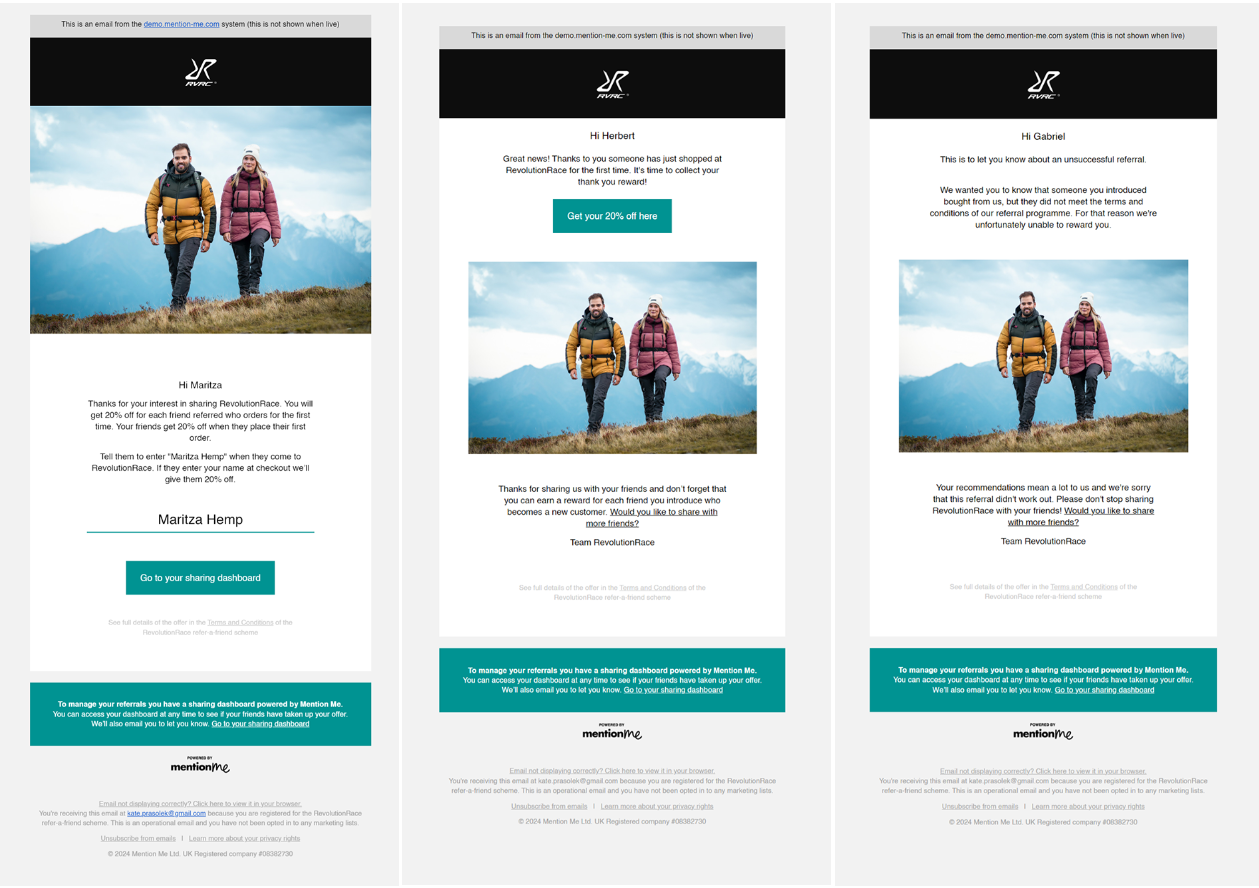 This is an email from the demo.mention-me.com system (this is not shown when live)
RVRC
Hi Maritza
Thanks for your interest in sharing RevolutionRace. You will
get 20% off for each friend referred who orders for the first
time. Your friends get 20% off when they place their first
order.
Tell them to enter "Maritza Hemp" when they come to
RevolutionRace. If they enter your name at checkout we'll
give them 20% off.
Maritza Hemp
Go to your sharing dashboard
See full details of the offer in the Terms and Conditions of the
RevolutionRace refer-a-friend scheme
To manage your referrals you have a sharing dashboard powered by Mention Me.
You can access your dashboard at any time to see if your friends have taken up your offer.
We'll also email you to let you know. Go to your sharing dashboard
POWERED BY
mention me
Email not displaying correctly? Click here to view it in your browser.
You're receiving this email at kate.prasolek@gmail.com because you are registered for the RevolutionRace
refer-a-friend scheme. This is an operational email and you have not been opted in to any marketing lists.
Unsubscribe from emails | Learn more about your privacy rights
© 2024 Mention Me Ltd. UK Registered company #08382730
This is an email from the demo.mention-me.com system (this is not shown when live)
RVRC
Hi Herbert
Great news! Thanks to you someone has just shopped at
RevolutionRace for the first time. It's time to collect your
thank you reward!
Get your 20% off here
Thanks for sharing us with your friends and don't forget that
you can earn a reward for each friend you introduce who
becomes a new customer. Would you like to share with
more friends?
Team RevolutionRace
See full details of the offer in the Terms and Conditions of the
RevolutionRace refer-a-friend scheme
To manage your referrals you have a sharing dashboard powered by Mention Me.
You can access your dashboard at any time to see if your friends have taken up your offer.
We'll also email you to let you know. Go to your sharing dashboard
POWERED BY
mention me
Email not displaying correctly? Click here to view it in your browser.
You're receiving this email at kate.prasolek@gmail.com because you are registered for the RevolutionRace
refer-a-friend scheme. This is an operational email and you have not been opted in to any marketing lists.
Unsubscribe from emails | Learn more about your privacy rights
© 2024 Mention Me Ltd. UK Registered company #08382730
This is an email from the demo.mention-me.com system (this is not shown when live)
RVRC
Hi Gabriel
This is to let you know about an unsuccessful referral.
We wanted you to know that someone you introduced
bought from us, but they did not meet the terms and
conditions of our referral programme. For that reason we're
unfortunately unable to reward you.
Your recommendations mean a lot to us and we're sorry
that this referral didn't work out. Please don't stop sharing
RevolutionRace with your friends! Would you like to share
with more friends?
Team RevolutionRace
See full details of the offer in the Terms and Conditions of the
RevolutionRace refer-a-friend scheme
To manage your referrals you have a sharing dashboard powered by Mention Me.
You can access your dashboard at any time to see if your friends have taken up your offer.
We'll also email you to let you know. Go to your sharing dashboard
POWERED BY
mention me
Email not displaying correctly? Click here to view it in your browser.
You're receiving this email at kate.prasolek@gmail.com because you are registered for the RevolutionRace
refer-a-friend scheme. This is an operational email and you have not been opted in to any marketing lists.
Unsubscribe from emails | Learn more about your privacy rights
© 2024 Mention Me Ltd. UK Registered company #08382730